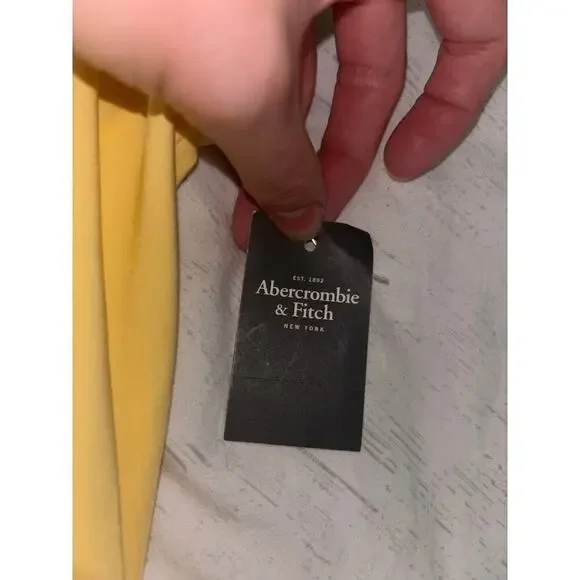 EST. 1892
Abercrombie
& Fitch
NEW YORK